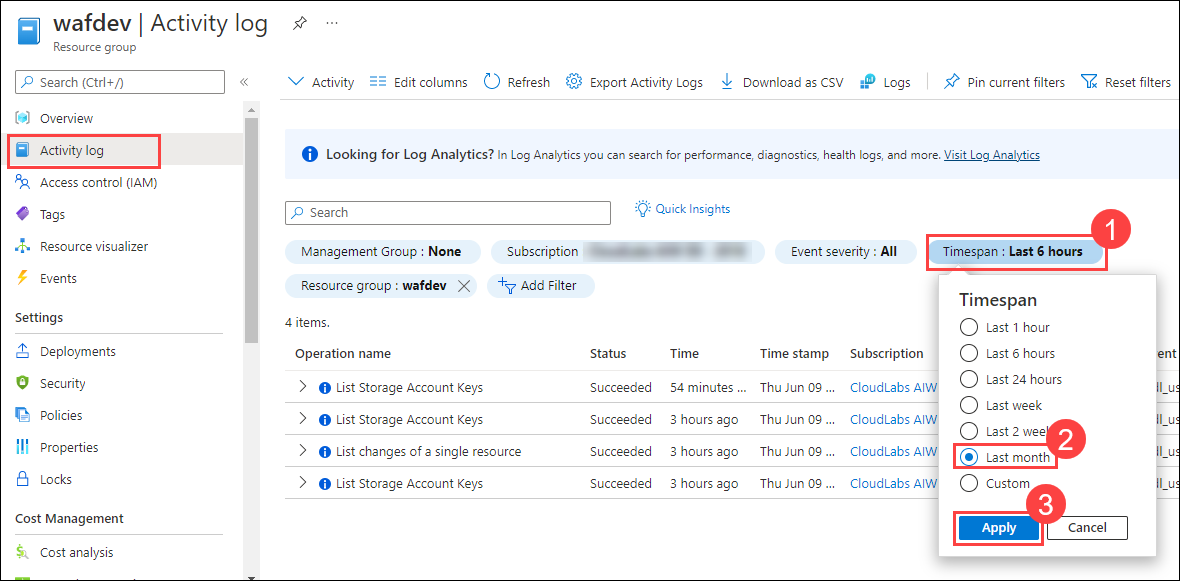 wafdev | Activity log
Resource group
Search (Ctrl+/)
Overview
Activity log
Access control (IAM)
Tags
Resource visualizer
Events
Settings
Deployments
Security
Policies
Properties
Locks
Cost Management
Cost analysis
Activity Edit columns Refresh Export Activity Logs Download as CSV Logs Pin current filters Reset filters
Looking for Log Analytics? In Log Analytics you can search for performance, diagnostics, health logs, and more. Visit Log Analytics
Search Quick Insights
1
Management Group : None Subscription Event severity : All Timespan : Last 6 hours
Resource group : wafdev Add Filter
4 items.
Operation name Status Time Time stamp Subscription
List Storage Account Keys Succeeded 54 minutes ... Thu Jun 09 ... CloudLabs AIW
List Storage Account Keys Succeeded 3 hours ago Thu Jun 09 ... CloudLabs AIW
List changes of a single resource Succeeded 3 hours ago Thu Jun 09 ... CloudLabs AIW
List Storage Account Keys Succeeded 3 hours ago Thu Jun 09 ... CloudLabs AIW
Timespan
Last 1 hour
Last 6 hours
Last 24 hours
Last week
Last 2 week
2
Last month
Custom
3
Apply Cancel